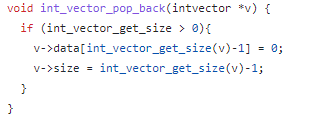 void int_vector_pop_back(intvector *v) {
  if (int_vector_get_size > 0){
    v->data[int_vector_get_size(v)-1] = 0;
    v->size = int_vector_get_size(v)-1;
  }
}